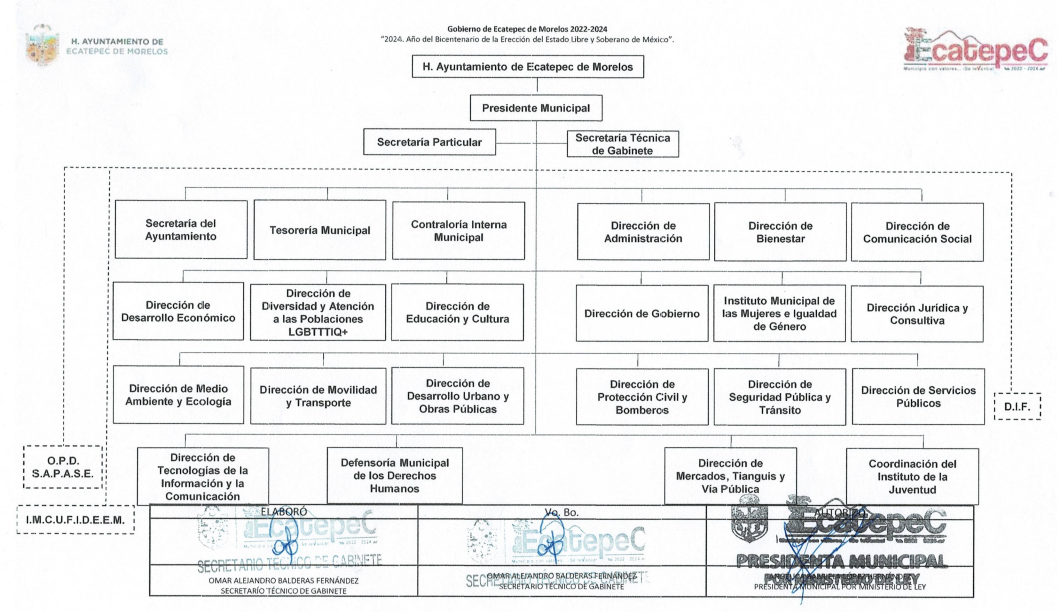 H. AYUNTAMIENTO DE
ECATEPEC DE MORELOS
Gobierno de Ecatepec de Morelos 2022-2024
"2024. Año del Bicentenario de la Erección del Estado Libre y Soberano de México".
EcatepeC
H. Ayuntamiento de Ecatepec de Morelos
Presidente Municipal
Secretaría Particular
Secretaría Técnica
de Gabinete
Secretaría del
Ayuntamiento
Tesorería Municipal
Contraloría Interna
Municipal
Dirección de
Administración
Dirección de
Bienestar
Dirección de
Comunicación Social
Dirección de
Desarrollo Económico
Dirección de
Diversidad y Atención
a las Poblaciones
LGBTTTIQ+
Dirección de
Educación y Cultura
Dirección de Gobierno
Instituto Municipal de
las Mujeres e Igualdad
de Género
Dirección Jurídica y
Consultiva
Dirección de Medio
Ambiente y Ecología
Dirección de Movilidad
y Transporte
Dirección de
Desarrollo Urbano y
Obras Públicas
Dirección de
Protección Civil y
Bomberos
Dirección de
Seguridad Pública y
Tránsito
Dirección de Servicios
Públicos
D.I.F.
O.P.D.
S.A.P.A.S.E.
I.M.C.U.F.I.D.E.E.M.
Dirección de
Tecnologías de la
Información y la
Comunicación
Defensoría Municipal
de los Derechos
Humanos
Dirección de
Mercados, Tianguis y
Vía Pública
Coordinación del
Instituto de la
Juventud
ELABORÓ
EcatepeC
SECRETARIO TECNICO DE GABINETE
OMAR ALEJANDRO BALDERAS FERNÁNDEZ
SECRETARÍO TÉCNICO DE GABINETE
Vo. Bo.
EcatepeC
OMAR ALEJANDRO BALDERAS FERNÁNDEZ
SECRETARIO TÉCNICO DE GABINETE
AUTORIZÓ
EcatepeC
PRESIDENTA MUNICIPAL
POR MINISTERIO DE LEY
PRESIDENTA MUNICIPAL POR MINISTERIO DE LEY